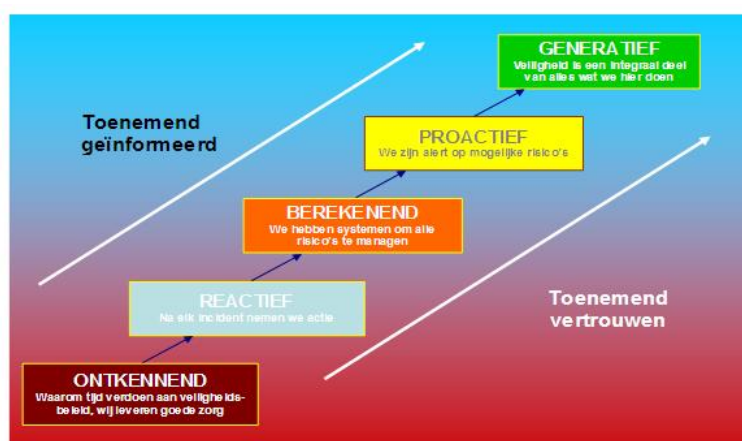 GENERATIEF
Veiligheid is een integraal deel
van alles wat we hier doen
Toenemend
geïnformeerd
PROACTIEF
We zijn alert op mogelijke risico's
BEREKENEND
We hebben systemen om alle
risico's te managen
REACTIEF
Na elk incident nemen we actie
Toenemend
vertrouwen
ONTKENNEND
Waarom tijd verdoen aan veiligheids-
beleid, wij leveren goede zorg